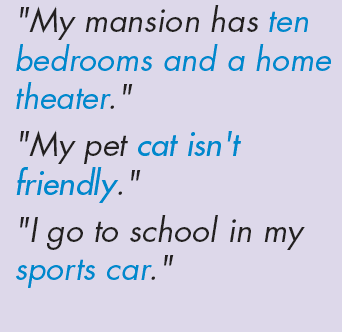 "My mansion has ten
bedrooms and a home
theater."
"My pet cat isn't
friendly."
"I go to school in my
sports car."